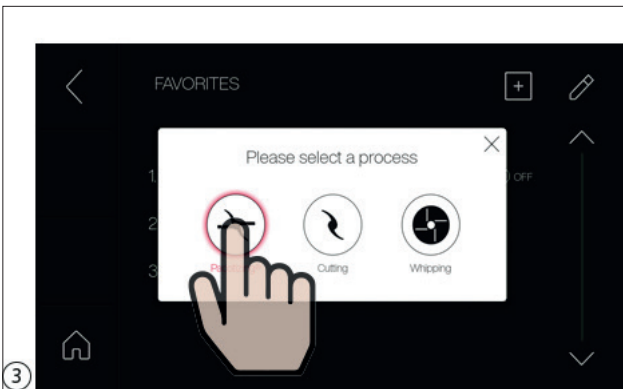 FAVORITES
Please select a process
1.
OFF
2
3
Cutting
Whipping
3